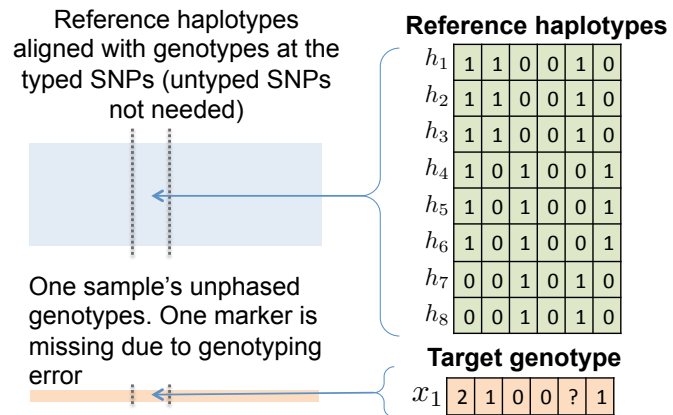 Reference haplotypes
aligned with genotypes at the
typed SNPs (untyped SNPs
not needed)
One sample's unphased
genotypes. One marker is
missing due to genotyping
error
Reference haplotypes
h1 1 1 0 0 1 0
h2 1 1 0 0 1 0
h3 1 1 0 0 1 0
h4 1 0 1 0 0 1
h5 1 0 1 0 0 1
h6 1 0 1 0 0 1
h7 0 0 1 0 1 0
h8 0 0 1 0 1 0
Target genotype
x1 2 1 0 0 ? 1